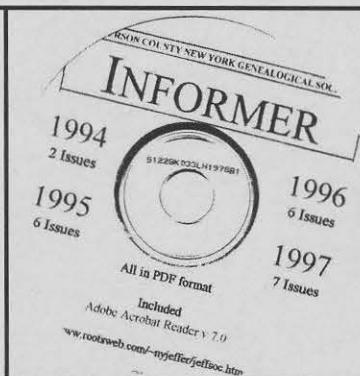 RSON COUNTY NEW YORK GENEALOGICAL SOC.
INFORMER
1994
2 Issues
1995
6 Issues
1996
6 Issues
1997
7 Issues
All in PDF format
Included
Adobe Acrobat Reader v 7.0
ww.rootsweb.com/~nyjeffer/jeffsoc.htm